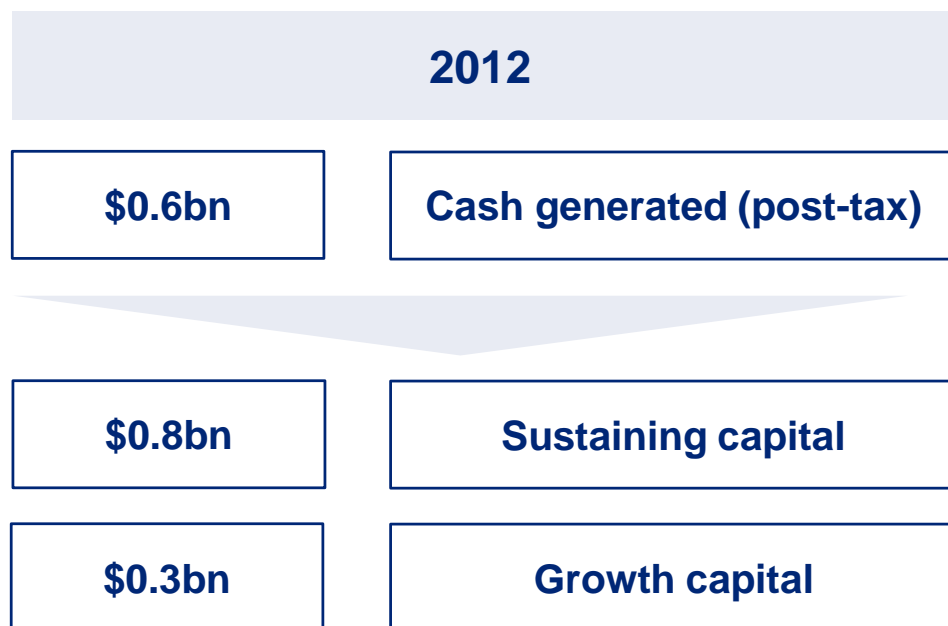 2012
$0.6bn Cash generated (post-tax)
$0.8bn Sustaining capital
$0.3bn Growth capital